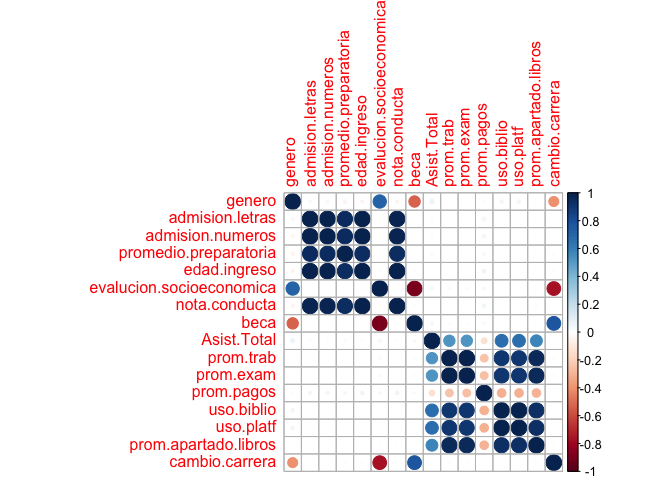 genero
admision.letras
admision.numeros
promedio.preparatoria
edad.ingreso
evalucion.socioeconomica
nota.conducta
beca
Asist.Total
prom.trab
prom.exam
prom.pagos
uso.biblio
uso.platf
prom.apartado.libros
cambio.carrera
genero
admision.letras
admision.numeros
promedio.preparatoria
edad.ingreso
evalucion.socioeconomica
nota.conducta
beca
Asist.Total
prom.trab
prom.exam
prom.pagos
uso.biblio
uso.platf
prom.apartado.libros
cambio.carrera
1
0.8
0.6
0.4
0.2
0
-0.2
-0.4
-0.6
-0.8
-1